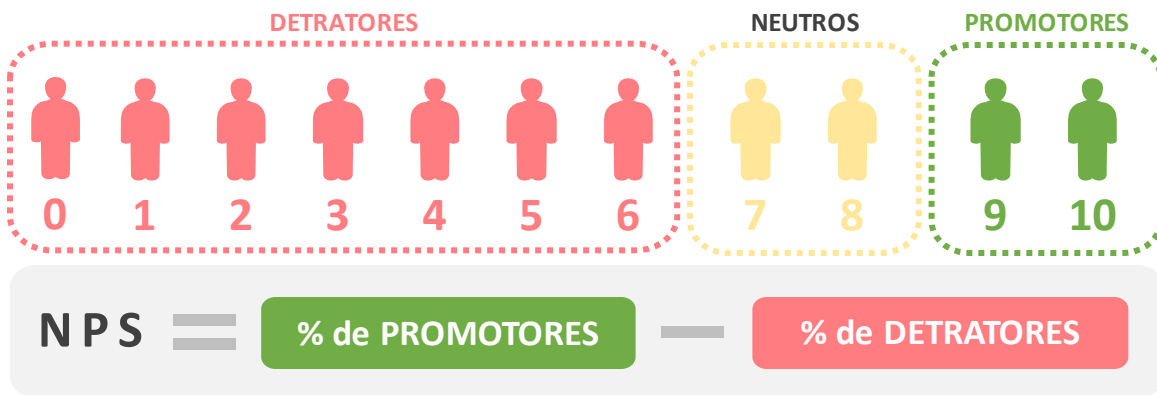 DETRATORES NEUTROS PROMOTORES
0 1 2 3 4 5 6 7 8 9 10
NPS = % de PROMOTORES — % de DETRATORES